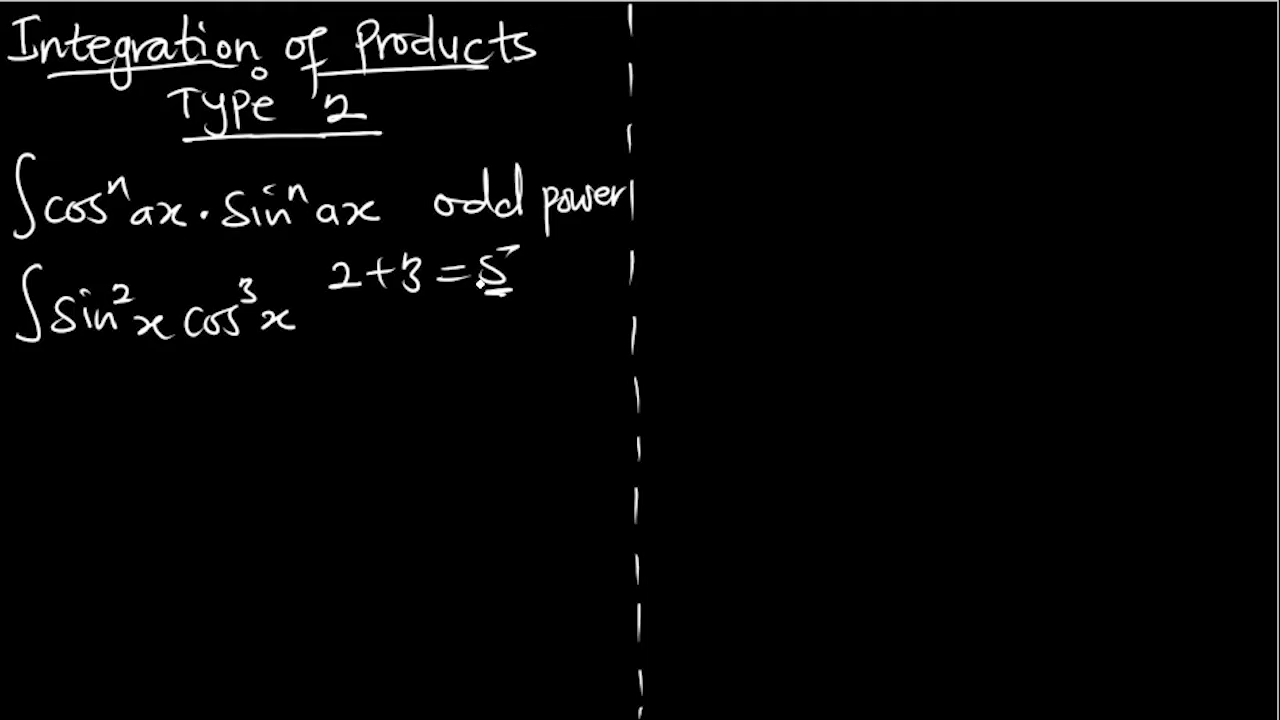 Integration of Products
Type 2
∫cosⁿax · sinⁿax odd power
∫sin²x cos³x 2+3=5